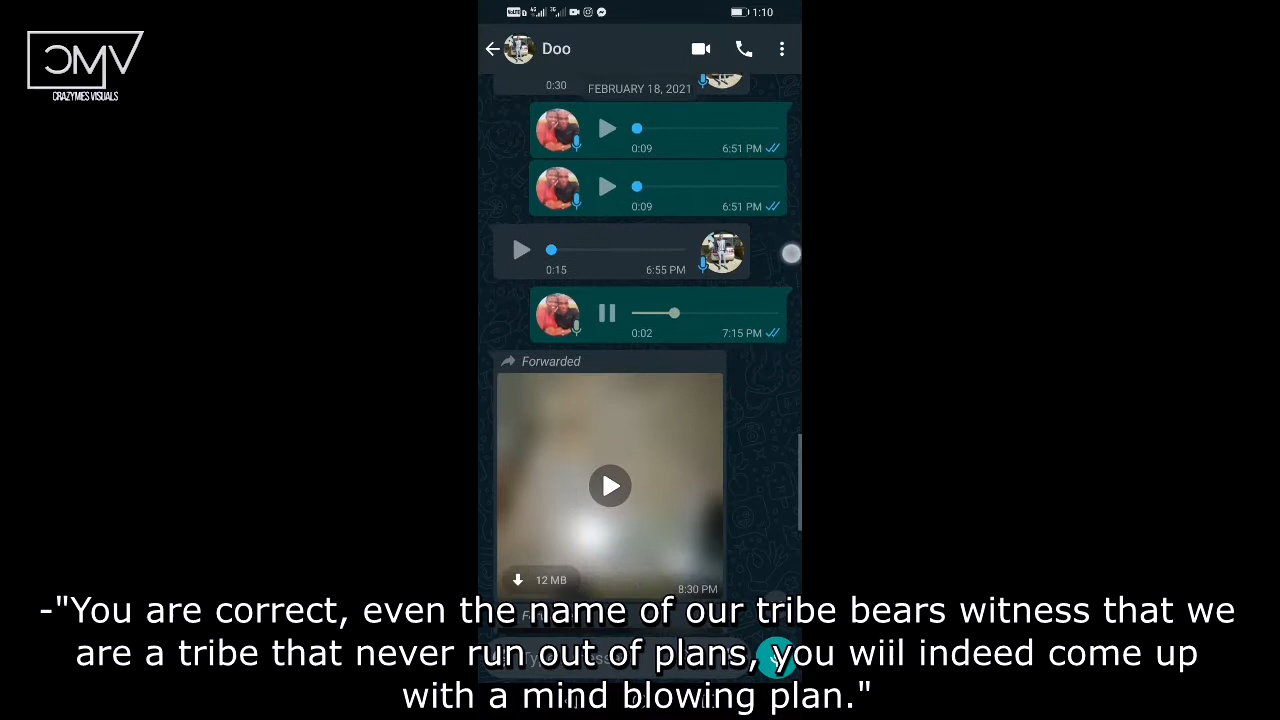 CMV
CRAZYMIES VISUALS
1:10
Doo
0:30
FEBRUARY 18, 2021
0:09 6:51 PM
0:09 6:51 PM
0:15 6:55 PM
0:02 7:15 PM
Forwarded
12 MB
8:30 PM
-"You are correct, even the name of our tribe bears witness that we
are a tribe that never run out of plans, you wiil indeed come up
with a mind blowing plan."